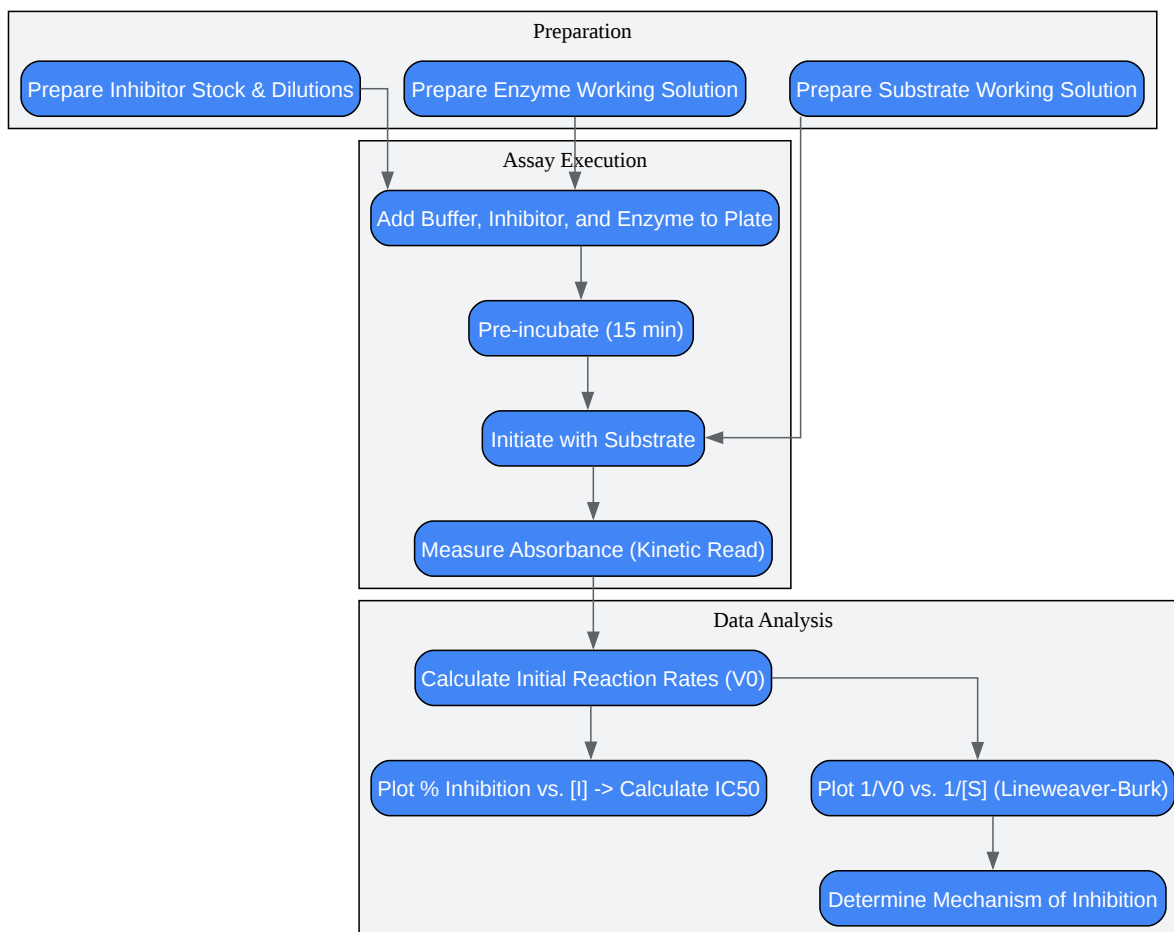 Preparation
Prepare Inhibitor Stock & Dilutions
Prepare Enzyme Working Solution
Prepare Substrate Working Solution
Assay Execution
Add Buffer, Inhibitor, and Enzyme to Plate
Pre-incubate (15 min)
Initiate with Substrate
Measure Absorbance (Kinetic Read)
Data Analysis
Calculate Initial Reaction Rates (V0)
Plot % Inhibition vs. [I] -> Calculate IC50
Plot 1/V0 vs. 1/[S] (Lineweaver-Burk)
Determine Mechanism of Inhibition